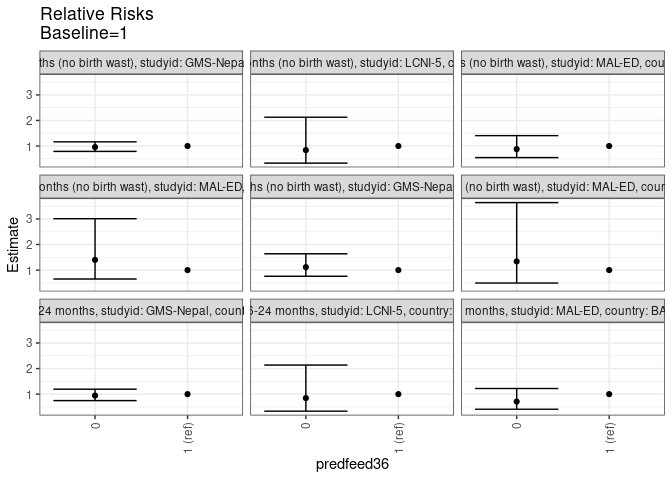 Relative Risks
Baseline=1
ths (no birth wast), studyid: GMS-Nepa
nths (no birth wast), studyid: LCNI-5, c
s (no birth wast), studyid: MAL-ED, cou
3
2
1
onths (no birth wast), studyid: MAL-ED,
hs (no birth wast), studyid: GMS-Nepa
(no birth wast), studyid: MAL-ED, coun
3
2
1
Estimate
24 months, studyid: GMS-Nepal, count
6-24 months, studyid: LCNI-5, country:
months, studyid: MAL-ED, country: BA
3
2
1
0
1 (ref)
0
1 (ref)
0
1 (ref)
predfeed36